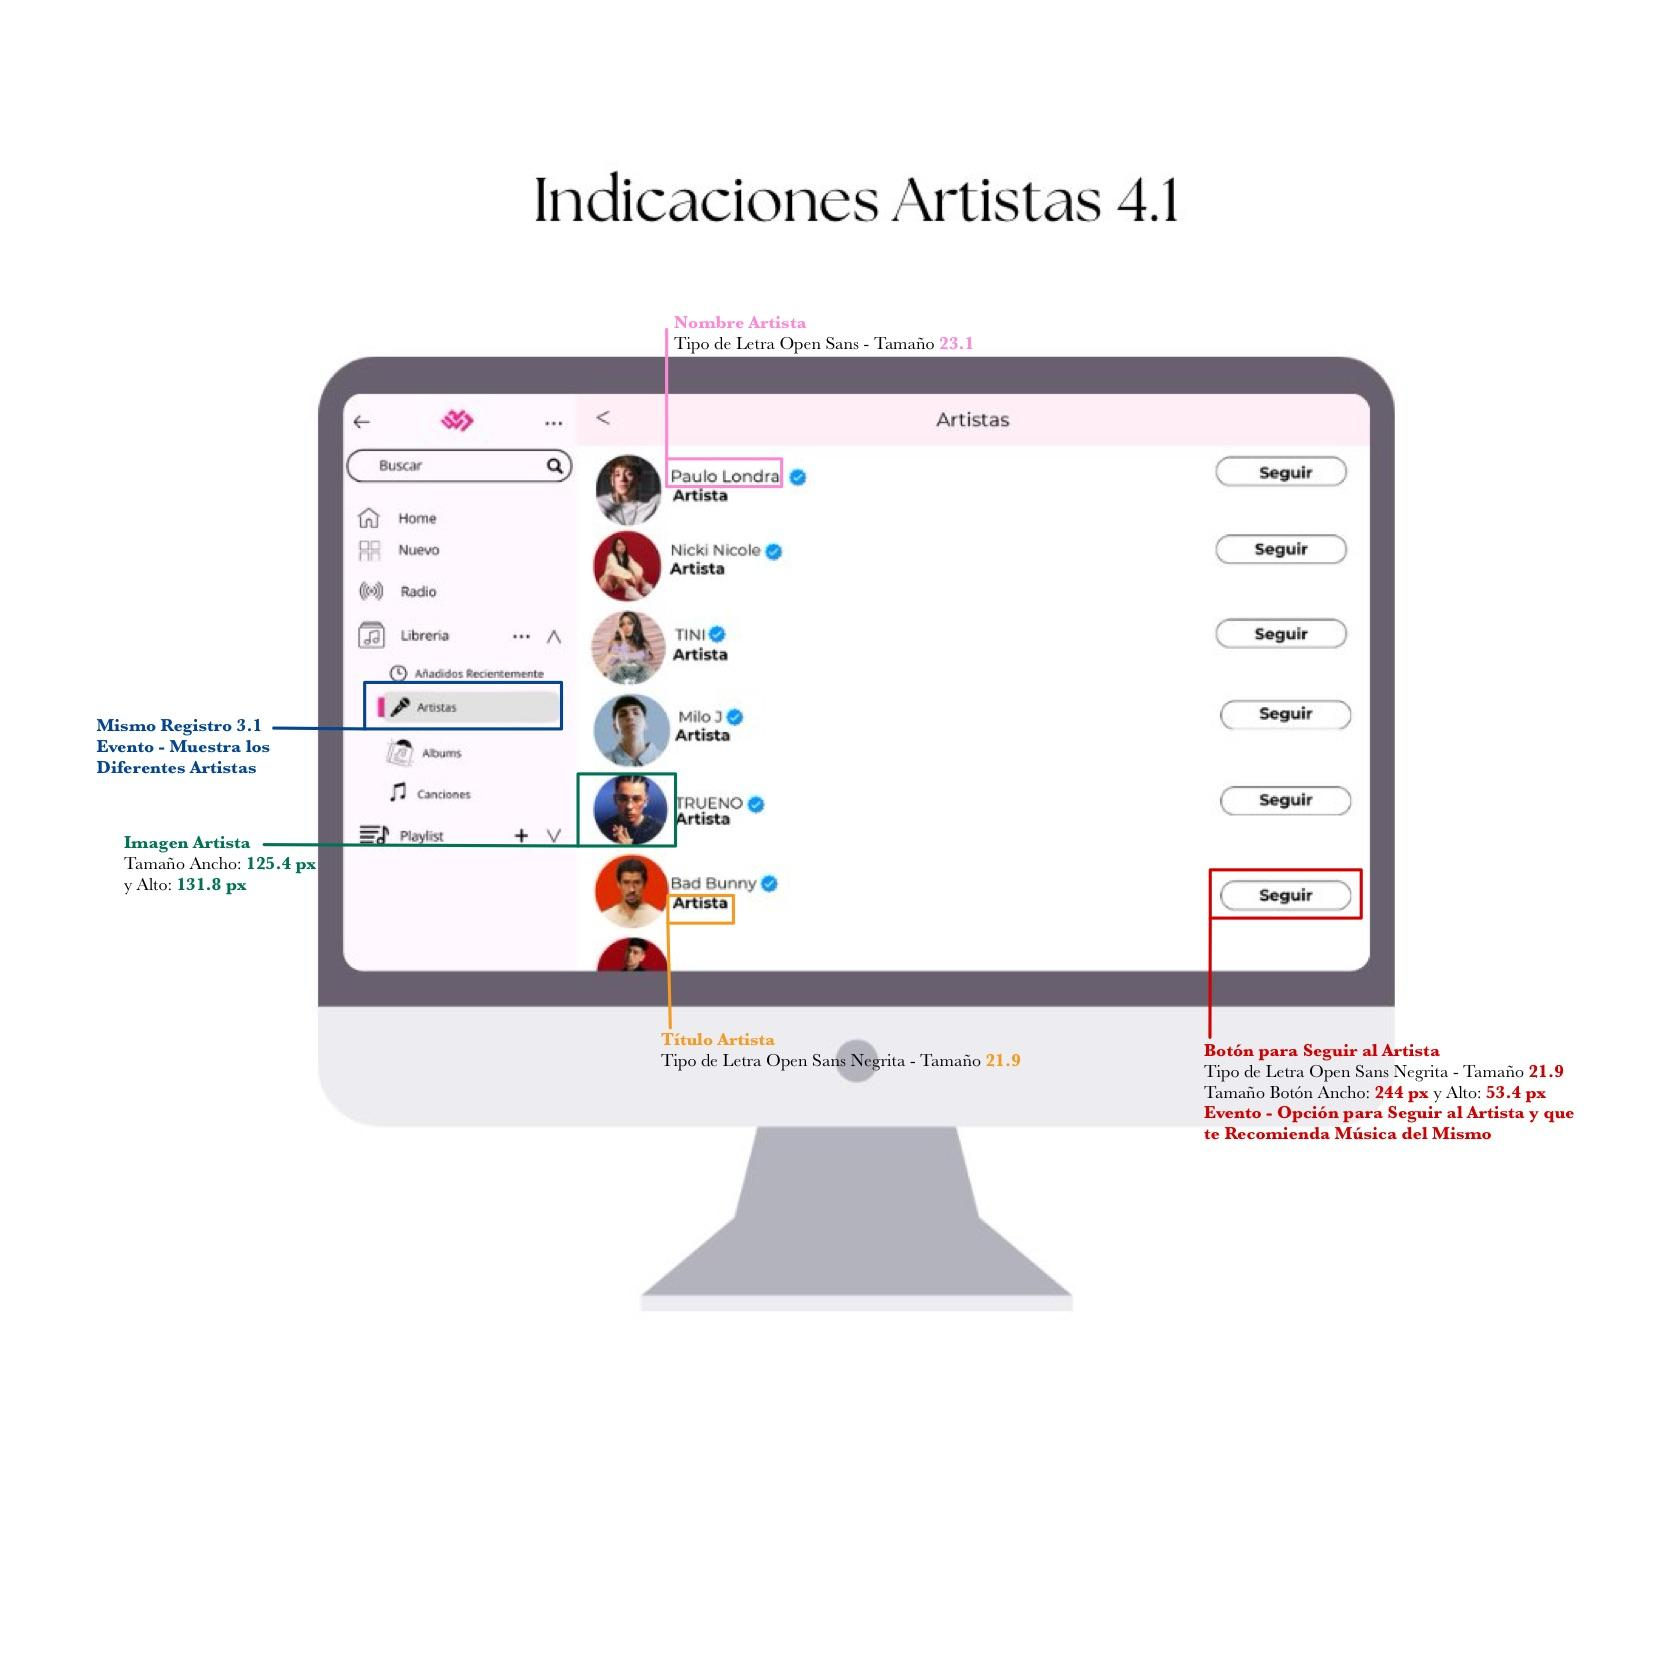 Indicaciones Artistas 4.1
Nombre Artista
Tipo de Letra Open Sans - Tamaño 23.1
Artistas
Buscar
Home
Nuevo
Radio
Libreria
Añadidos Recientemente
Artistas
Albums
Canciones
Playlist
Paulo Londra
Artista
Seguir
Nicki Nicole
Artista
Seguir
TINI
Artista
Seguir
Milo J
Artista
Seguir
TRUENO
Artista
Seguir
Bad Bunny
Artista
Seguir
Mismo Registro 3.1
Evento - Muestra los
Diferentes Artistas
Imagen Artista
Tamaño Ancho: 125.4 px
y Alto: 131.8 px
Título Artista
Tipo de Letra Open Sans Negrita - Tamaño 21.9
Botón para Seguir al Artista
Tipo de Letra Open Sans Negrita - Tamaño 21.9
Tamaño Botón Ancho: 244 px y Alto: 53.4 px
Evento - Opción para Seguir al Artista y que
te Recomienda Música del Mismo